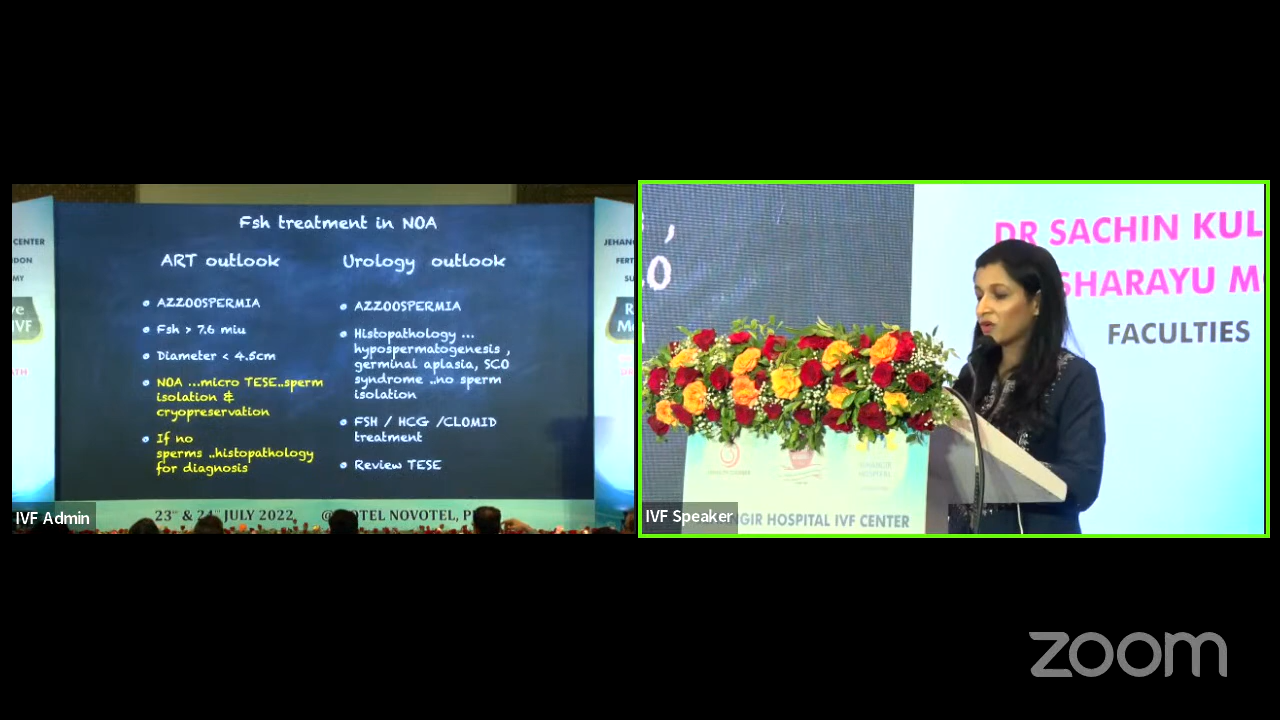 Fsh treatment in NOA
ART outlook
AZZOOSPERMIA
Fsh > 7.6 miu
Diameter < 4.5cm
NOA ...micro TESE..sperm
isolation &
cryopreservation
If no
sperms ..histopathology
for diagnosis
Urology outlook
AZZOOSPERMIA
Histopathology ...
hypospermatogenesis ,
germinal aplasia, SCO
syndrome ..no sperm
isolation
FSH / HCG /CLOMID
treatment
Review TESE
CENTER
23rd & 24th JULY 2022,
IVF Admin
DR SACHIN KUL
SHARAYU
FACULTIES
NGIR HOSPITAL IVF CENTER
IVF Speaker
zoom